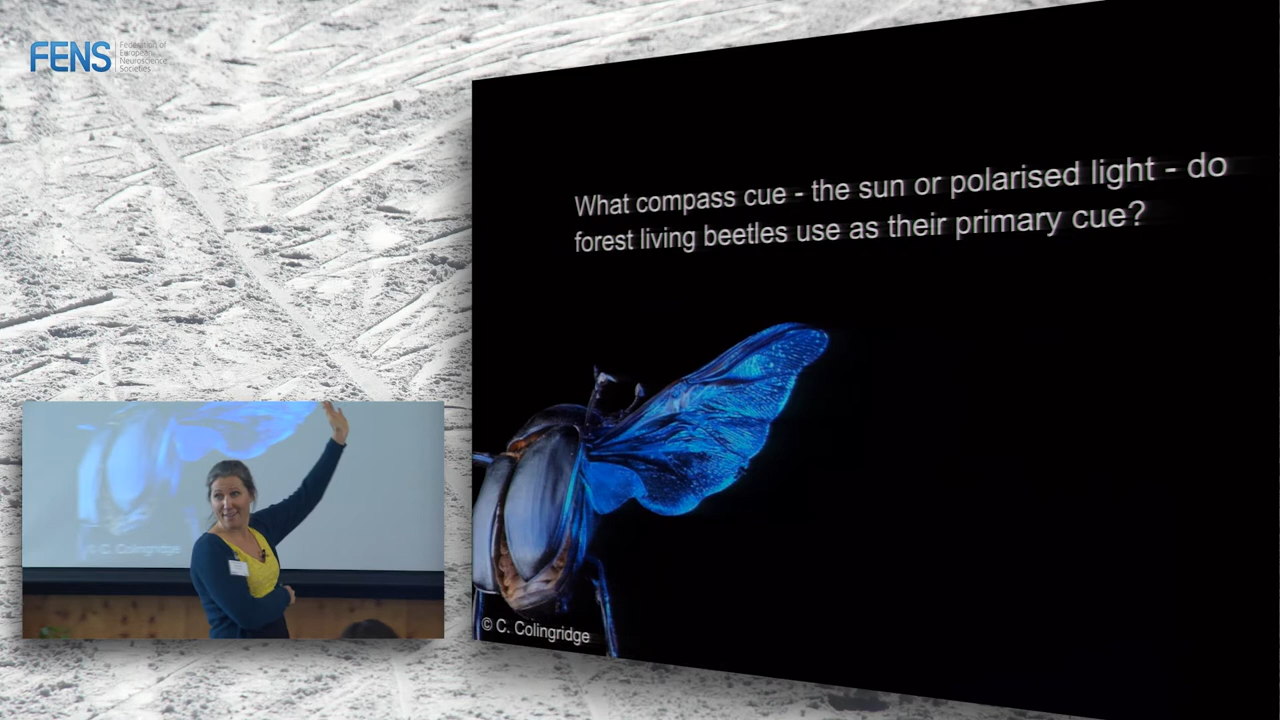 FENS
Federation of
European
Neuroscience
Societies
What compass cue - the sun or polarised light - do
forest living beetles use as their primary cue?
© C. Colingridge
C. Colingridge